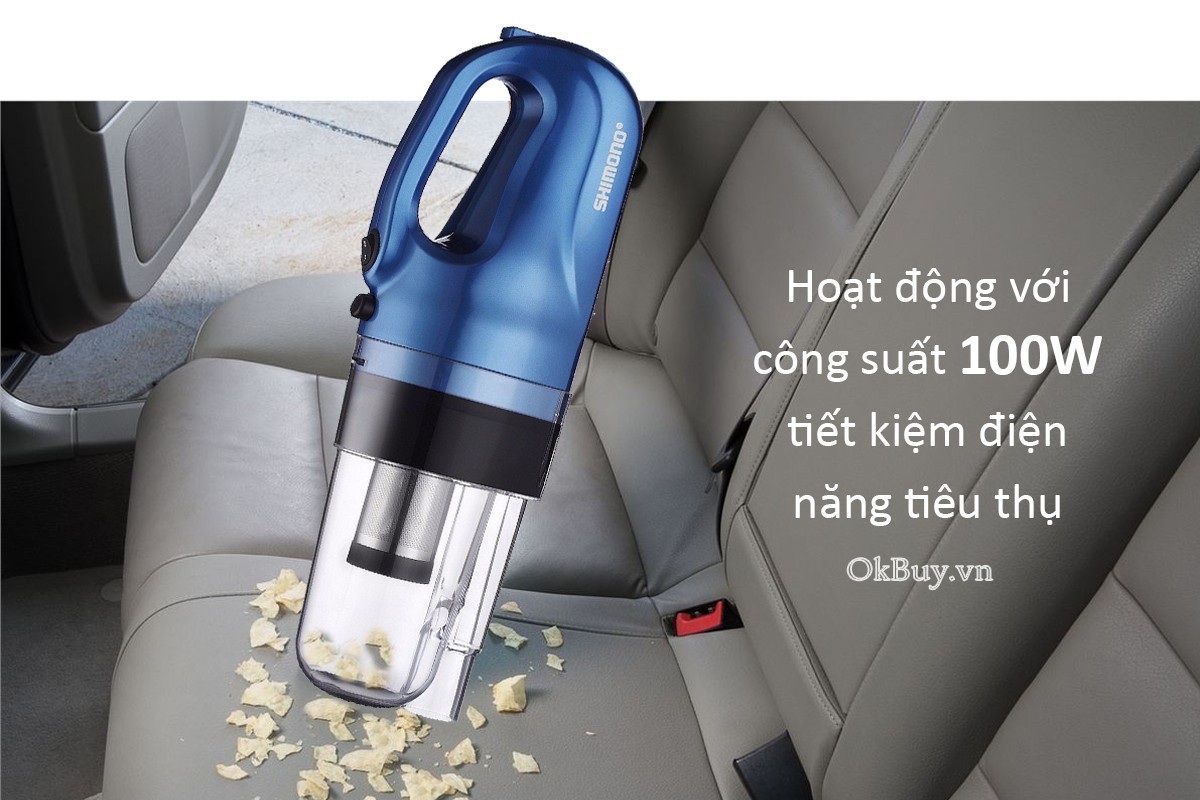 SHIMONO®
Hoạt động với
công suất 100W
tiết kiệm điện
năng tiêu thụ
OkBuy.vn